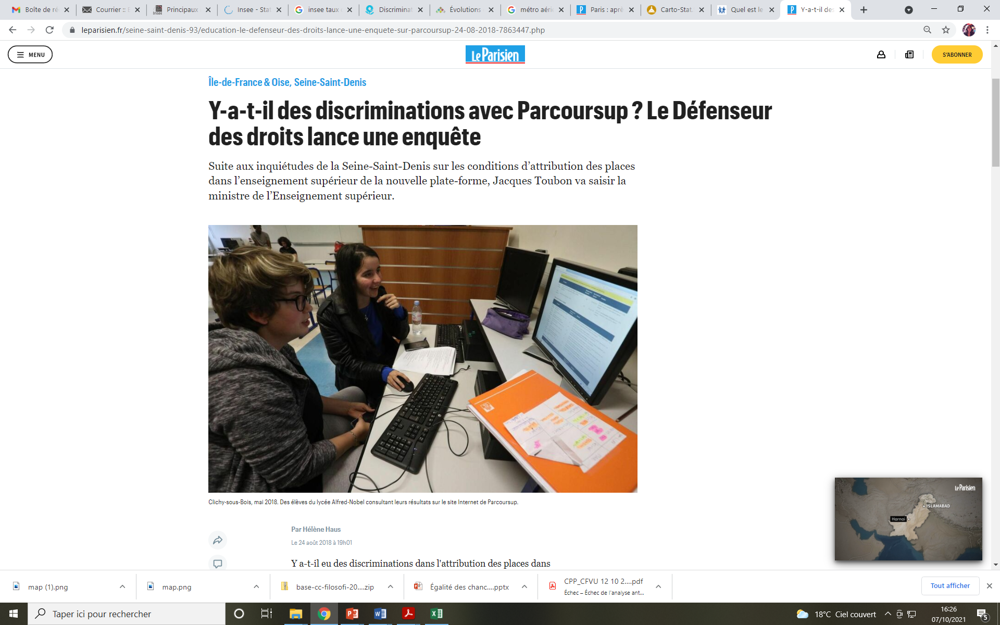 Boîte de ré
Courrier ::
Principaux
Insee - Stat
insee taux
Discriminat
Évolutions
métro aéri
Paris : apr
Carto-Stat.
Quel est le
Y-a-t-il des
leparisien.fr/seine-saint-denis-93/education-le-defenseur-des-droits-lance-une-enquete-sur-parcoursup-24-08-2018-7863447.php
MENU
Le Parisien
S'ABONNER
Île-de-France & Oise, Seine-Saint-Denis
Y-a-t-il des discriminations avec Parcoursup ? Le Défenseur
des droits lance une enquête
Suite aux inquiétudes de la Seine-Saint-Denis sur les conditions d'attribution des places
dans l'enseignement supérieur de la nouvelle plate-forme, Jacques Toubon va saisir la
ministre de l'Enseignement supérieur.
Clichy-sous-Bois, mai 2018. Des élèves du lycée Alfred-Nobel consultant leurs résultats sur le site Internet de Parcoursup.
Le Parisien
ISLAMABAD
Harnai
Par Hélène Haus
Le 24 août 2018 à 19h01
Y a-t-il eu des discriminations dans l'attribution des places dans
map (1).png
map.png
base-cc-filosofi-20....zip
Égalité des chanc....pptx
CPP_CFVU 12 10 2....pdf
Échec – Échec de l'analyse ant...
Tout afficher
Taper ici pour rechercher
18°C Ciel couvert
16:26
07/10/2021
5